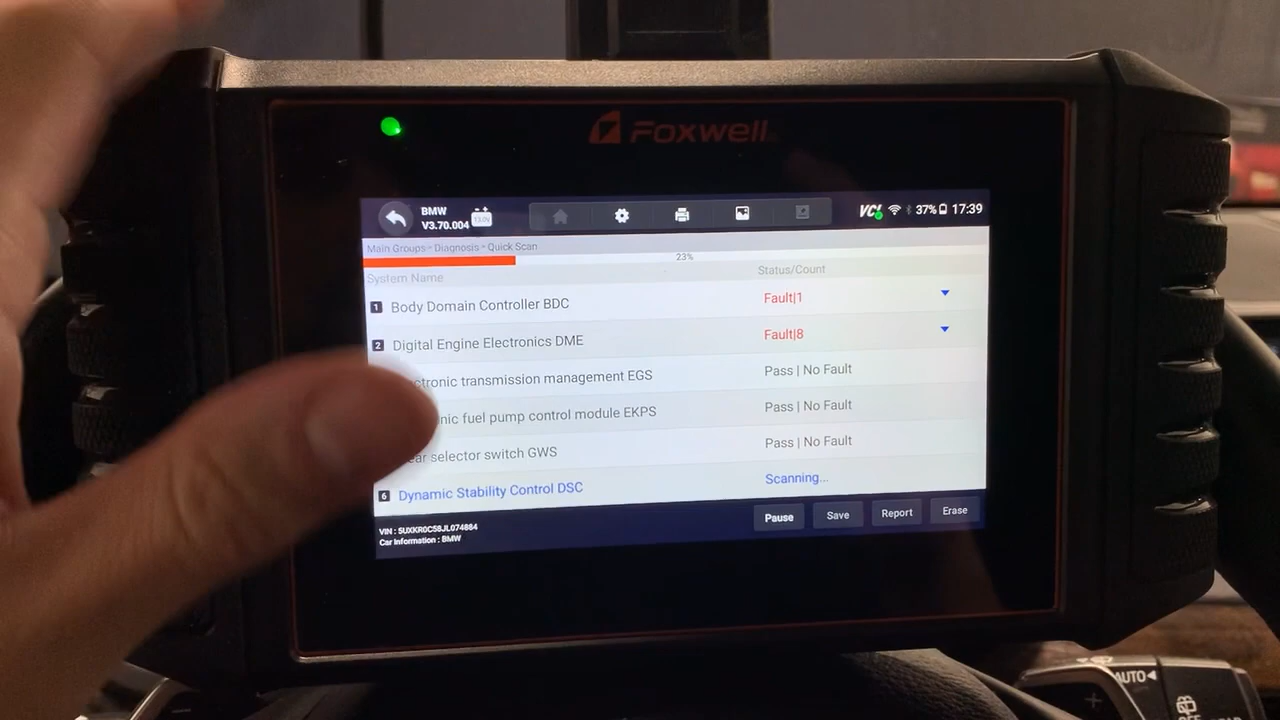 Foxwell
BMW
V3.70.004
VCI 37% 17:39
Main Groups> Diagnosis > Quick Scan
23%
System Name Status/Count
1 Body Domain Controller BDC Fault|1
2 Digital Engine Electronics DME Fault|8
ctronic transmission management EGS Pass | No Fault
nic fuel pump control module EKPS Pass | No Fault
ear selector switch GWS Pass | No Fault
6 Dynamic Stability Control DSC Scanning...
Pause Save Report Erase
VIN : 5UXKR0C58JL074884
Car Information : BMW
AUTO